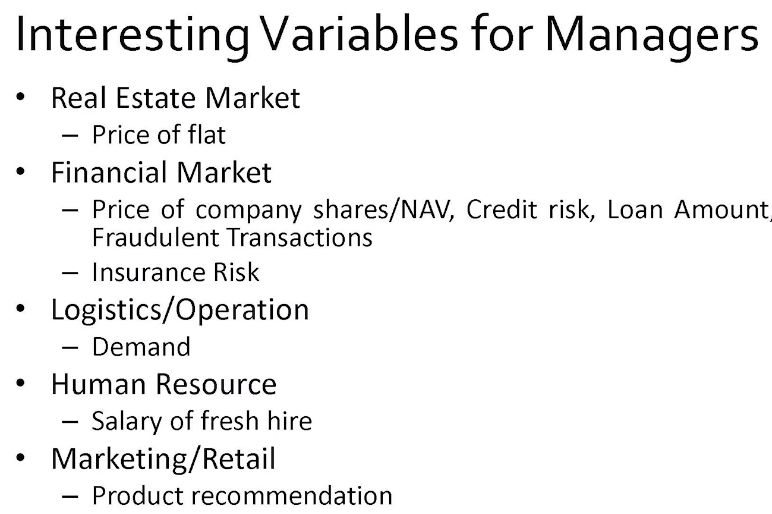 Interesting Variables for Managers
• Real Estate Market
– Price of flat
• Financial Market
– Price of company shares/NAV, Credit risk, Loan Amount,
Fraudulent Transactions
– Insurance Risk
• Logistics/Operation
– Demand
• Human Resource
– Salary of fresh hire
• Marketing/Retail
– Product recommendation